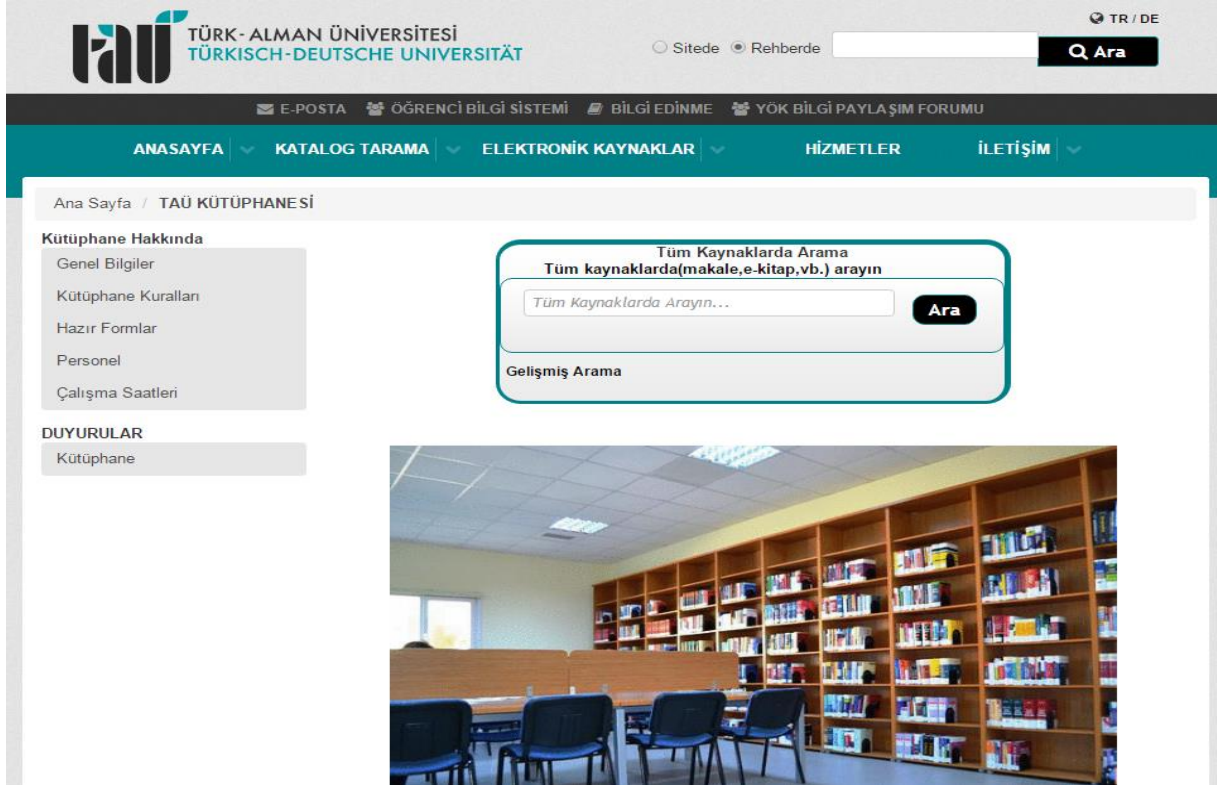 TR / DE
taü
TÜRK-ALMAN ÜNİVERSİTESİ
TÜRKISCH-DEUTSCHE UNIVERSITÄT
Sitede Rehberde Ara
E-POSTA ÖĞRENCİ BİLGİ SİSTEMİ BİLGİ EDİNME YÖK BİLGİ PAYLAŞIM FORUMU
ANASAYFA KATALOG TARAMA ELEKTRONİK KAYNAKLAR HİZMETLER İLETİŞİM
Ana Sayfa / TAÜ KÜTÜPHANESİ
Kütüphane Hakkında
Genel Bilgiler
Kütüphane Kuralları
Hazır Formlar
Personel
Çalışma Saatleri
DUYURULAR
Kütüphane
Tüm Kaynaklarda Arama
Tüm kaynaklarda(makale,e-kitap,vb.) arayın
Tüm Kaynaklarda Arayın...
Ara
Gelişmiş Arama